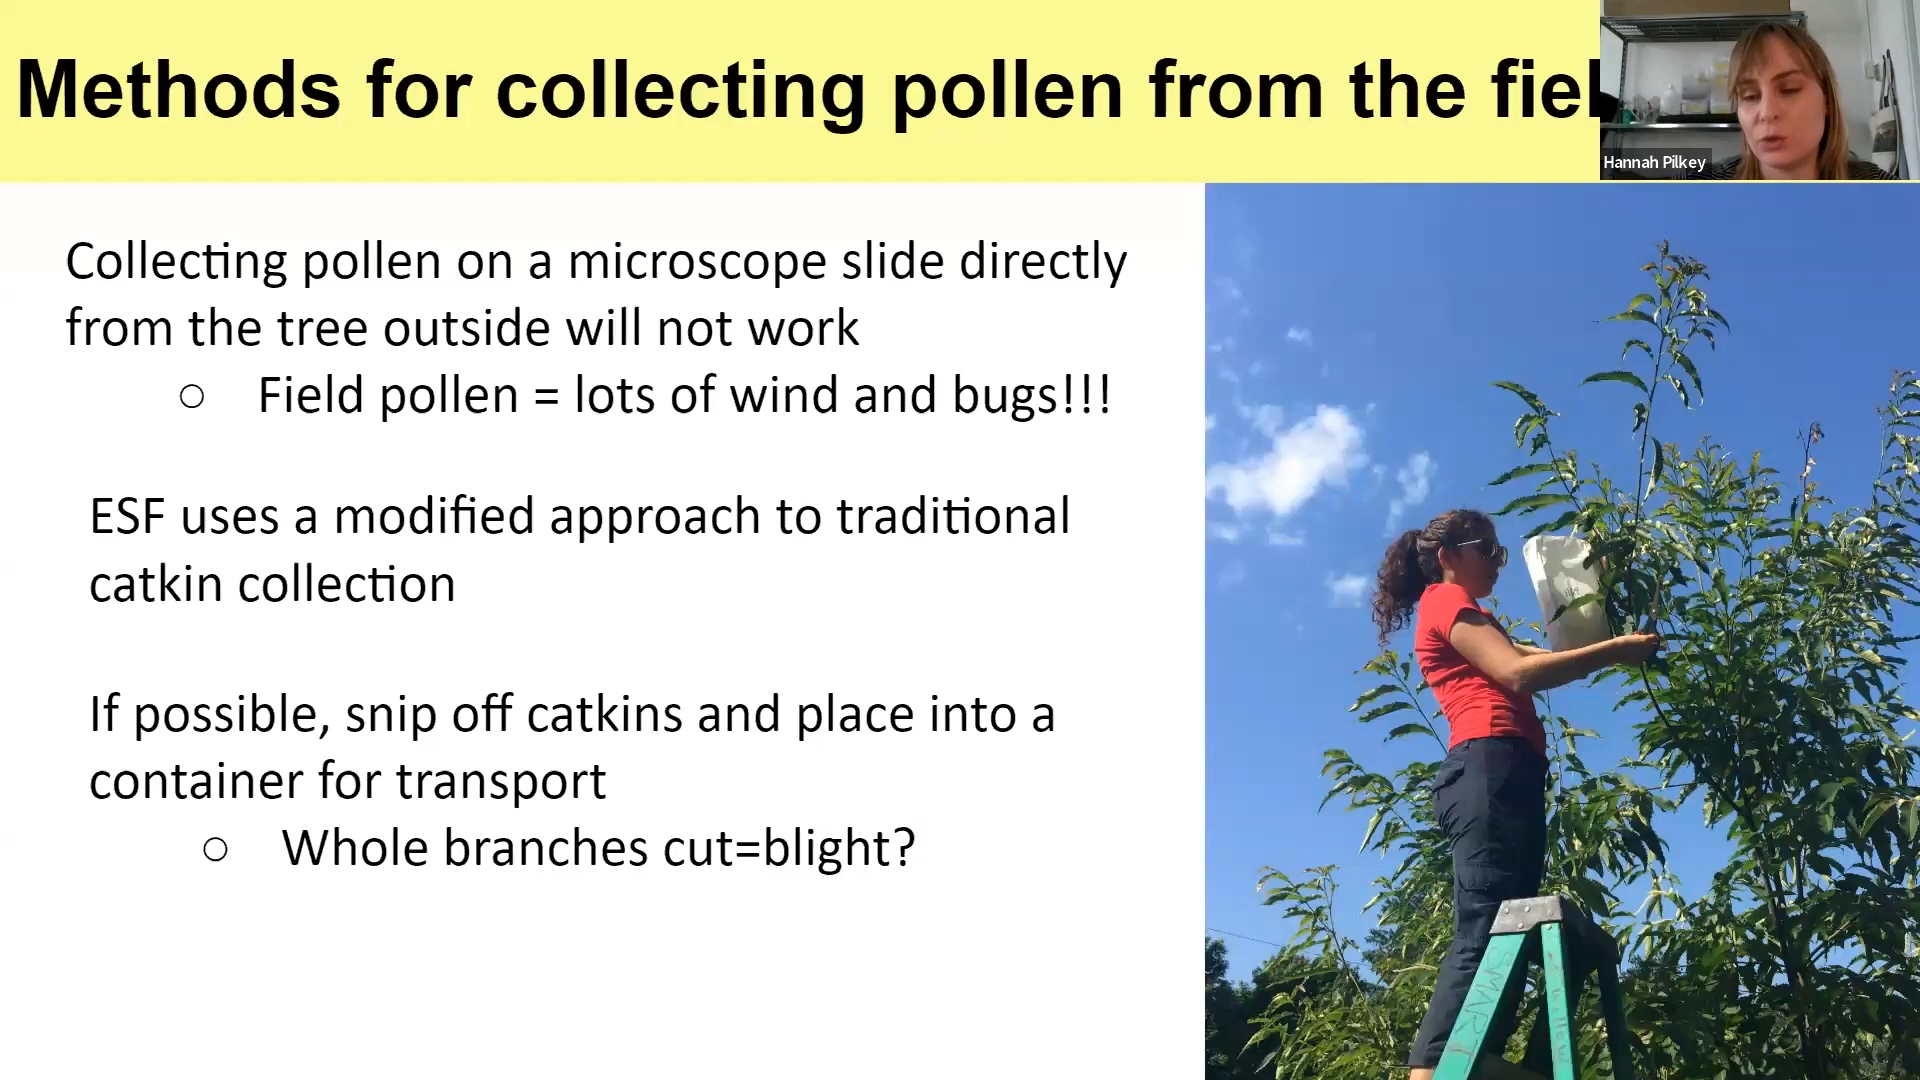 Methods for collecting pollen from the fiel
Hannah Pilkey
Collecting pollen on a microscope slide directly
from the tree outside will not work
○ Field pollen = lots of wind and bugs!!!
ESF uses a modified approach to traditional
catkin collection
If possible, snip off catkins and place into a
container for transport
○ Whole branches cut=blight?
SMART